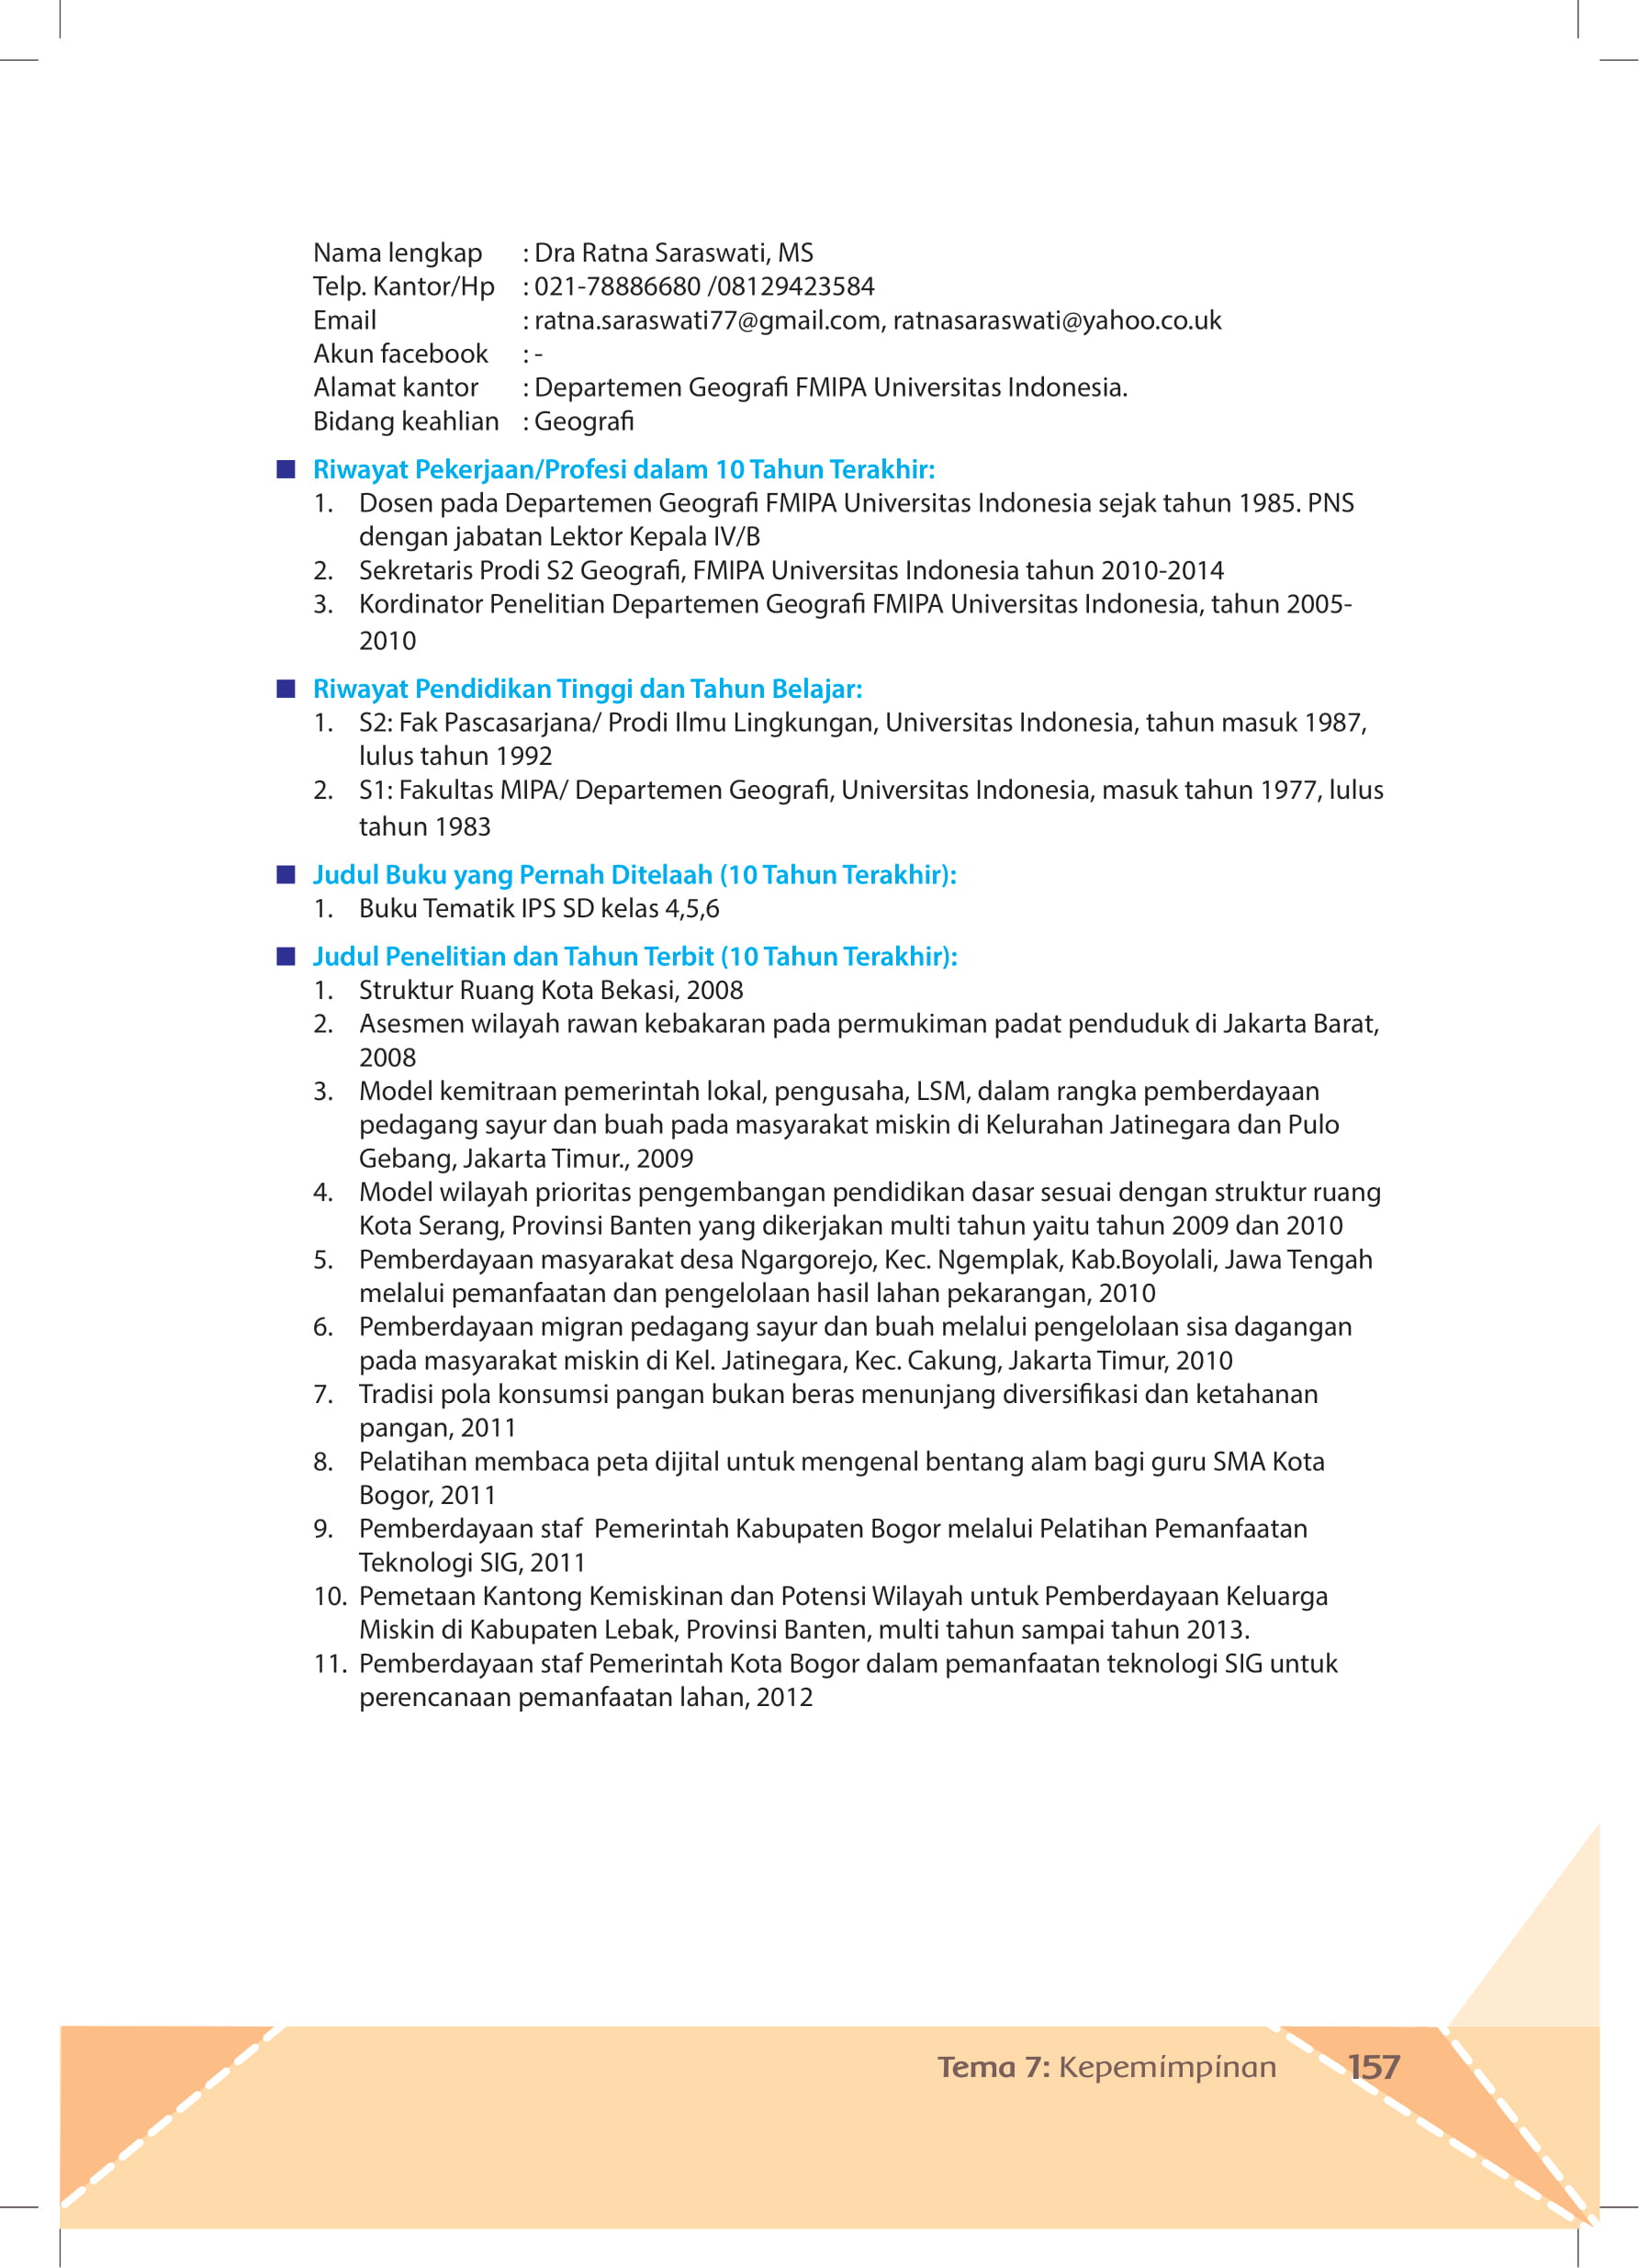 Nama lengkap : Dra Ratna Saraswati, MS
Telp. Kantor/Hp : 021-78886680 /08129423584
Email : ratna.saraswati77@gmail.com, ratnasaraswati@yahoo.co.uk
Akun facebook : -
Alamat kantor : Departemen Geografi FMIPA Universitas Indonesia.
Bidang keahlian : Geografi
■ Riwayat Pekerjaan/Profesi dalam 10 Tahun Terakhir:
1. Dosen pada Departemen Geografi FMIPA Universitas Indonesia sejak tahun 1985. PNS
dengan jabatan Lektor Kepala IV/B
2. Sekretaris Prodi S2 Geografi, FMIPA Universitas Indonesia tahun 2010-2014
3. Kordinator Penelitian Departemen Geografi FMIPA Universitas Indonesia, tahun 2005-
2010
■ Riwayat Pendidikan Tinggi dan Tahun Belajar:
1. S2: Fak Pascasarjana/ Prodi Ilmu Lingkungan, Universitas Indonesia, tahun masuk 1987,
lulus tahun 1992
2. S1: Fakultas MIPA/ Departemen Geografi, Universitas Indonesia, masuk tahun 1977, lulus
tahun 1983
■ Judul Buku yang Pernah Ditelaah (10 Tahun Terakhir):
1. Buku Tematik IPS SD kelas 4,5,6
■ Judul Penelitian dan Tahun Terbit (10 Tahun Terakhir):
1. Struktur Ruang Kota Bekasi, 2008
2. Asesmen wilayah rawan kebakaran pada permukiman padat penduduk di Jakarta Barat,
2008
3. Model kemitraan pemerintah lokal, pengusaha, LSM, dalam rangka pemberdayaan
pedagang sayur dan buah pada masyarakat miskin di Kelurahan Jatinegara dan Pulo
Gebang, Jakarta Timur., 2009
4. Model wilayah prioritas pengembangan pendidikan dasar sesuai dengan struktur ruang
Kota Serang, Provinsi Banten yang dikerjakan multi tahun yaitu tahun 2009 dan 2010
5. Pemberdayaan masyarakat desa Ngargorejo, Kec. Ngemplak, Kab.Boyolali, Jawa Tengah
melalui pemanfaatan dan pengelolaan hasil lahan pekarangan, 2010
6. Pemberdayaan migran pedagang sayur dan buah melalui pengelolaan sisa dagangan
pada masyarakat miskin di Kel. Jatinegara, Kec. Cakung, Jakarta Timur, 2010
7. Tradisi pola konsumsi pangan bukan beras menunjang diversifikasi dan ketahanan
pangan, 2011
8. Pelatihan membaca peta dijital untuk mengenal bentang alam bagi guru SMA Kota
Bogor, 2011
9. Pemberdayaan staf Pemerintah Kabupaten Bogor melalui Pelatihan Pemanfaatan
Teknologi SIG, 2011
10. Pemetaan Kantong Kemiskinan dan Potensi Wilayah untuk Pemberdayaan Keluarga
Miskin di Kabupaten Lebak, Provinsi Banten, multi tahun sampai tahun 2013.
11. Pemberdayaan staf Pemerintah Kota Bogor dalam pemanfaatan teknologi SIG untuk
perencanaan pemanfaatan lahan, 2012
Tema 7: Kepemimpinan 157